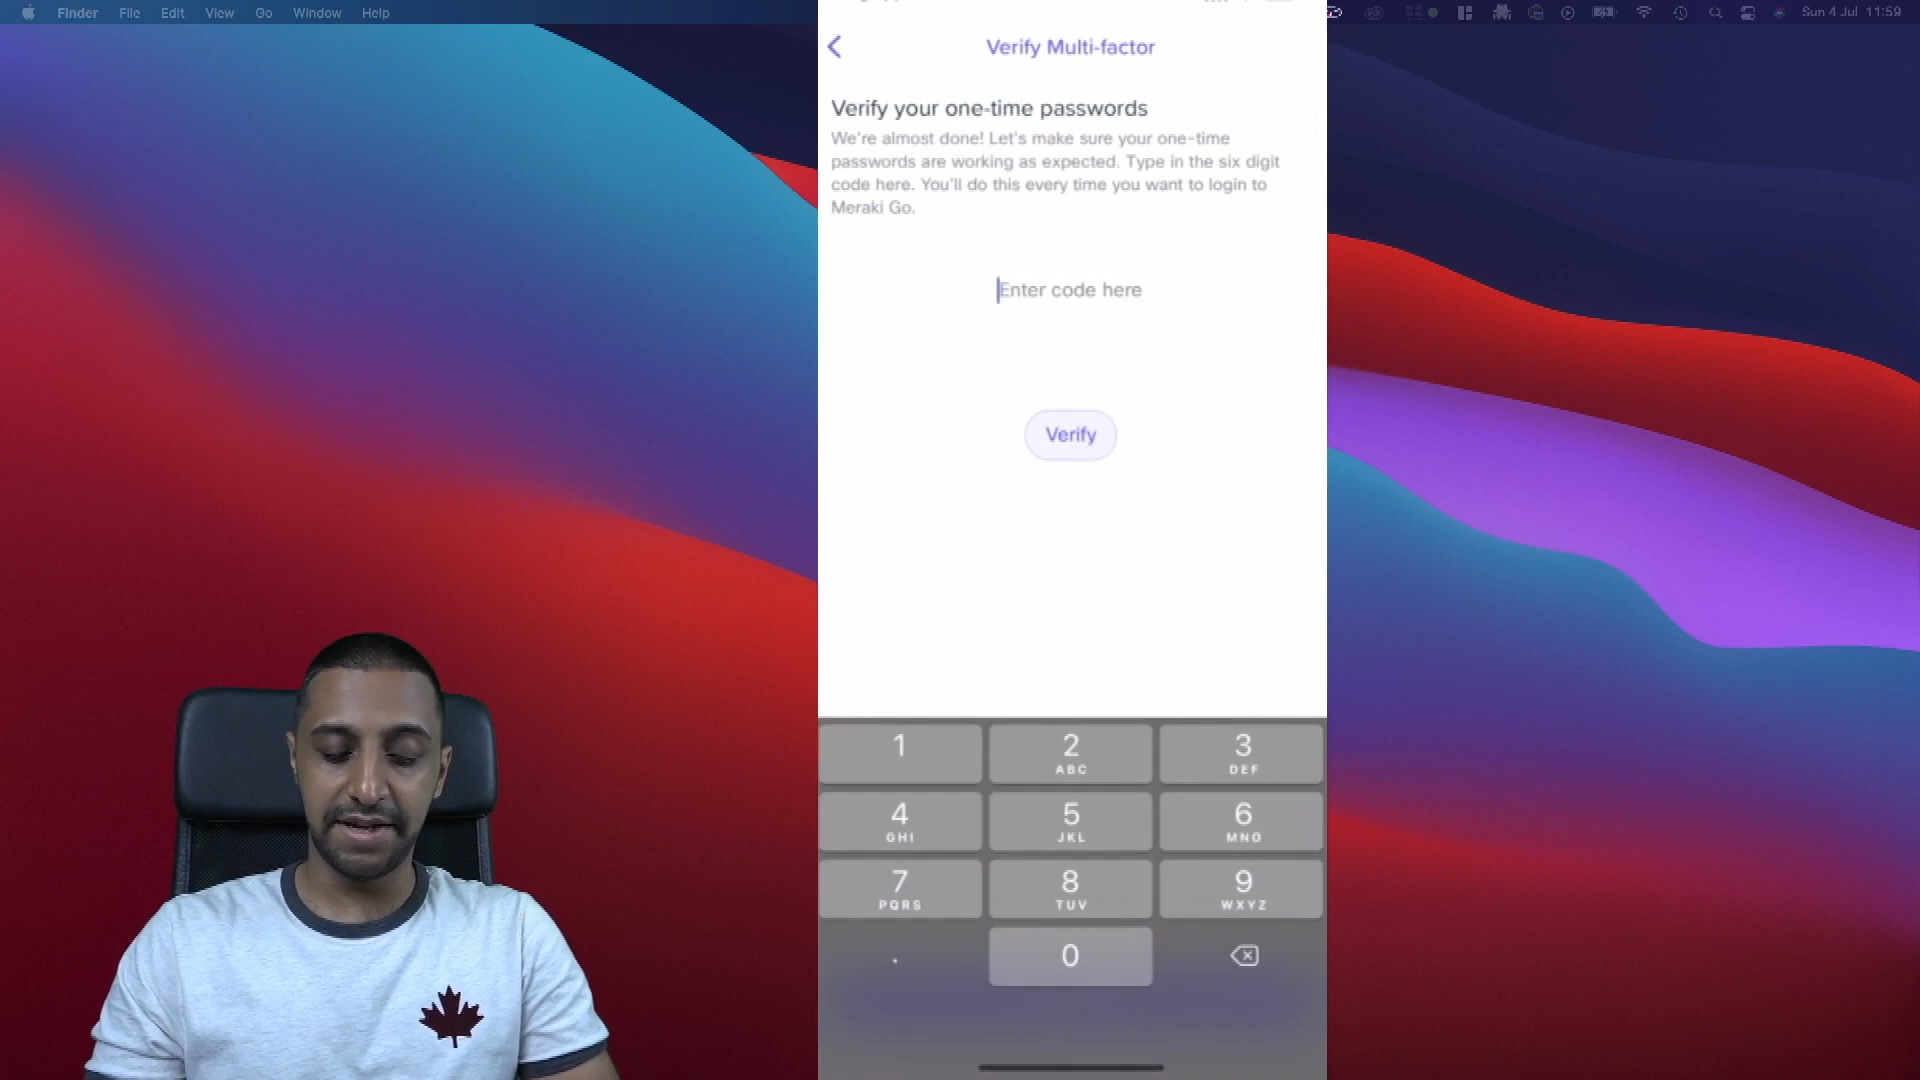 Finder File Edit View Go Window Help
Sun 4 Jul 11:59
Verify Multi-factor
Verify your one-time passwords
We're almost done! Let's make sure your one-time
passwords are working as expected. Type in the six digit
code here. You'll do this every time you want to login to
Meraki Go.
Enter code here
Verify
1 2 3
ABC DEF
4 5 6
GHI JKL MNO
7 8 9
PQRS TUV WXYZ
. 0